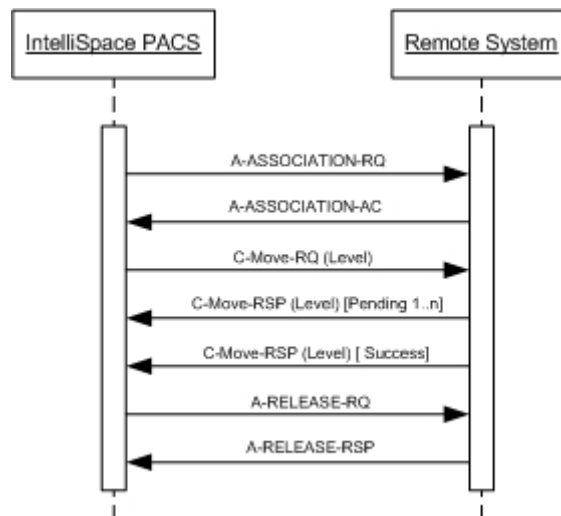 IntelliSpace PACS
Remote System
A-ASSOCIATION-RQ
A-ASSOCIATION-AC
C-Move-RQ (Level)
C-Move-RSP (Level) [Pending 1..n]
C-Move-RSP (Level) [ Success]
A-RELEASE-RQ
A-RELEASE-RSP